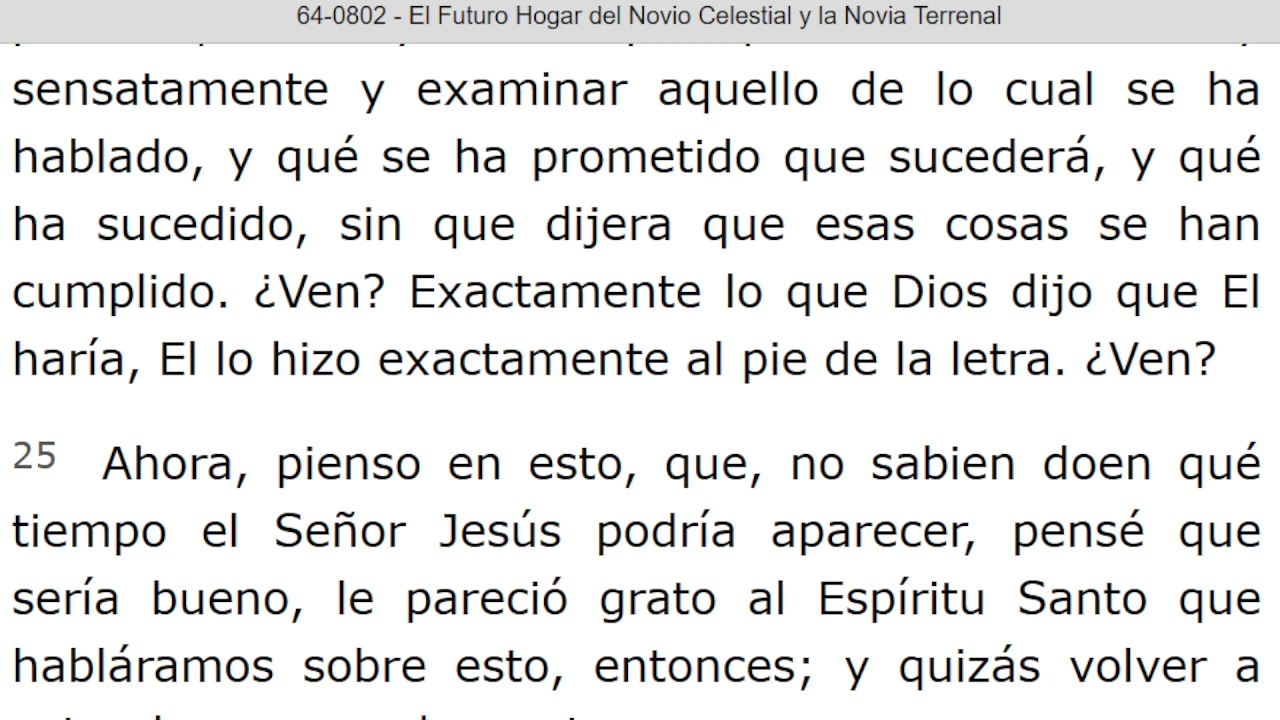 64-0802 - El Futuro Hogar del Novio Celestial y la Novia Terrenal
sensatamente y examinar aquello de lo cual se ha
hablado, y qué se ha prometido que sucederá, y qué
ha sucedido, sin que dijera que esas cosas se han
cumplido. ¿Ven? Exactamente lo que Dios dijo que El
haría, El lo hizo exactamente al pie de la letra. ¿Ven?
25 Ahora, pienso en esto, que, no sabien doen qué
tiempo el Señor Jesús podría aparecer, pensé que
sería bueno, le pareció grato al Espíritu Santo que
habláramos sobre esto, entonces; y quizás volver a